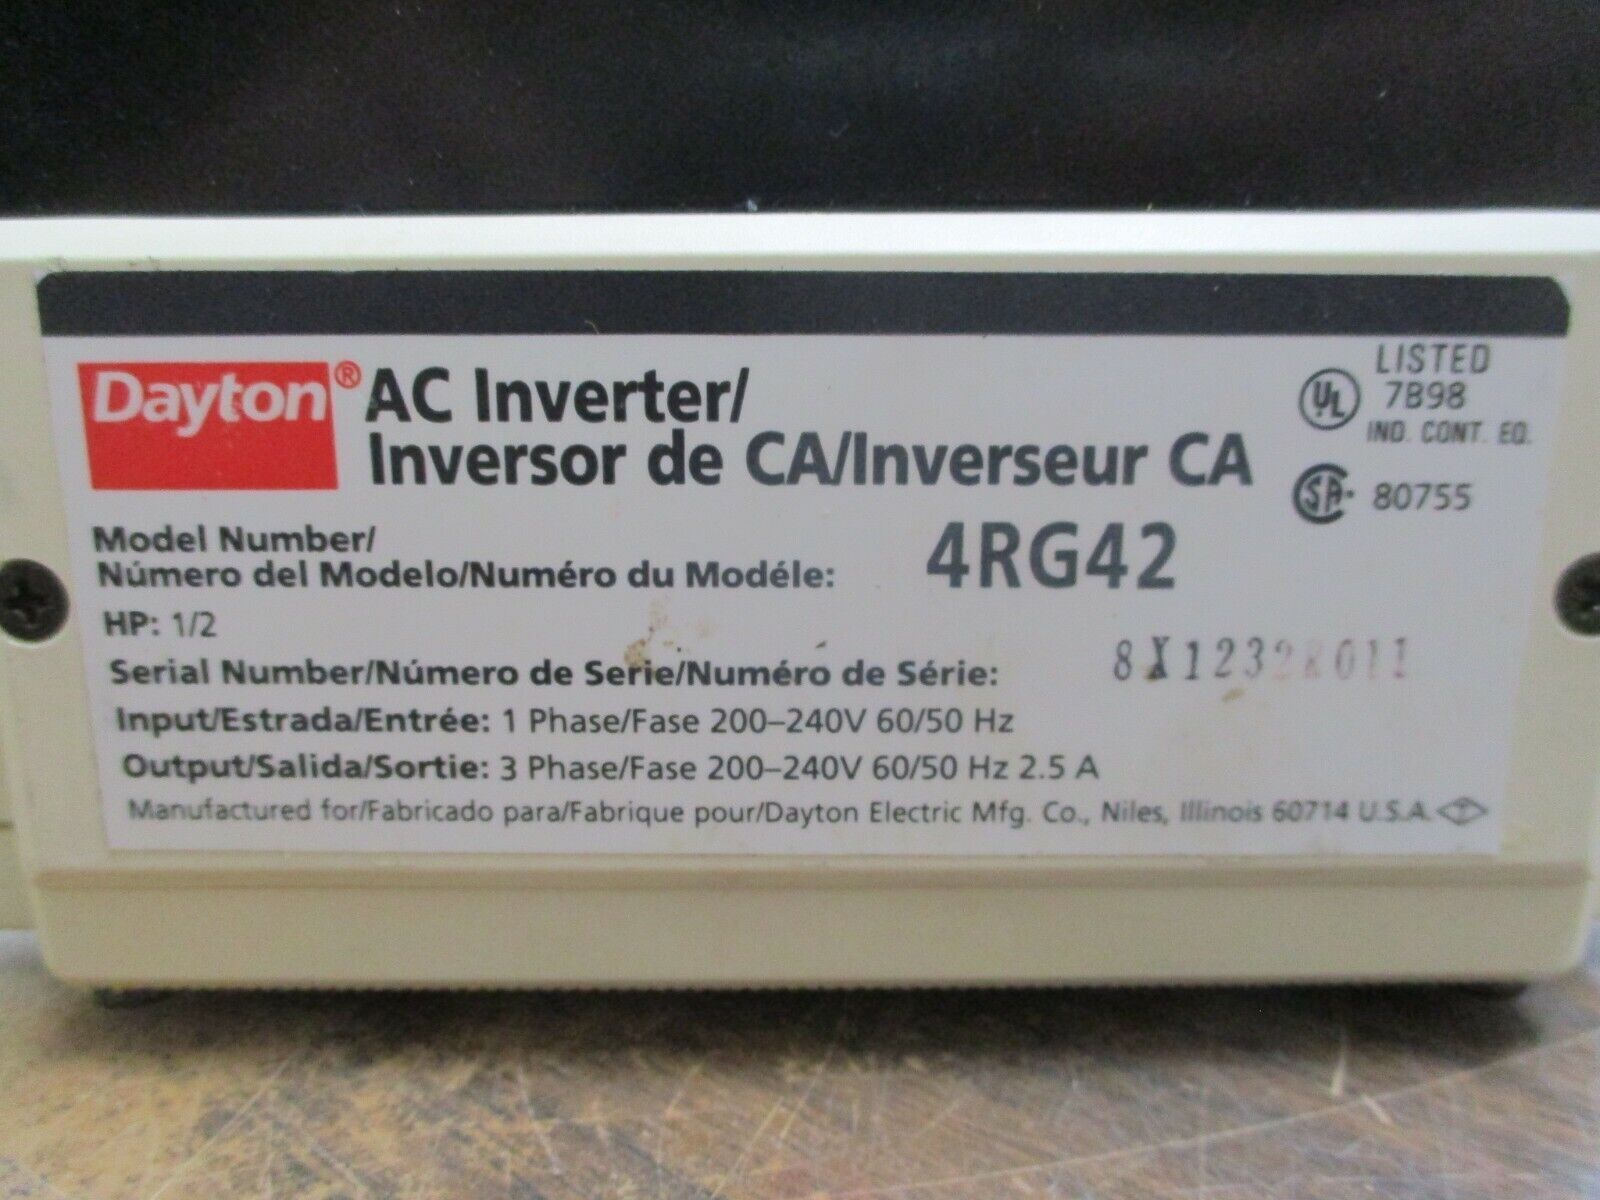 Dayton® AC Inverter/
Inversor de CA/Inverseur CA
UL LISTED
7B98
IND. CONT. EQ.
SA 80755
Model Number/
Número del Modelo/Numéro du Modéle: 4RG42
HP: 1/2
Serial Number/Número de Serie/Numéro de Série:
Input/Estrada/Entrée: 1 Phase/Fase 200–240V 60/50 Hz
Output/Salida/Sortie: 3 Phase/Fase 200–240V 60/50 Hz 2.5 A
Manufactured for/Fabricado para/Fabrique pour/Dayton Electric Mfg. Co., Niles, Illinois 60714 U.S.A.